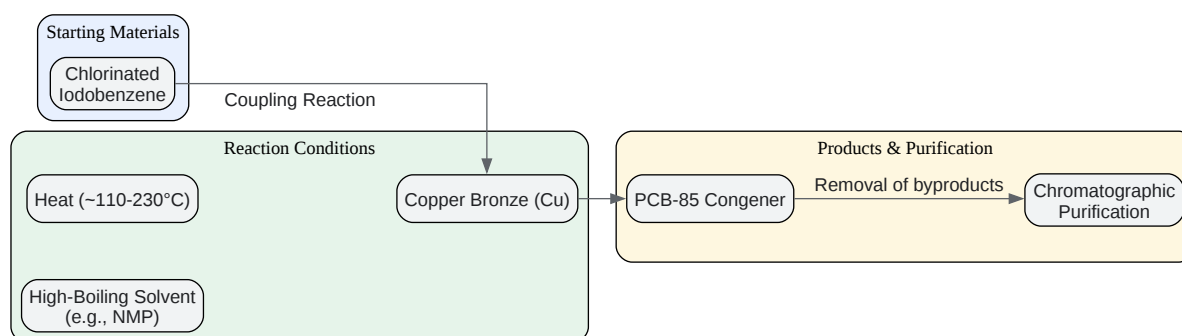 Starting Materials
Chlorinated
Iodobenzene
Coupling Reaction
Reaction Conditions
Heat (~110-230°C)
Copper Bronze (Cu)
High-Boiling Solvent
(e.g., NMP)
Products & Purification
PCB-85 Congener
Removal of byproducts
Chromatographic
Purification